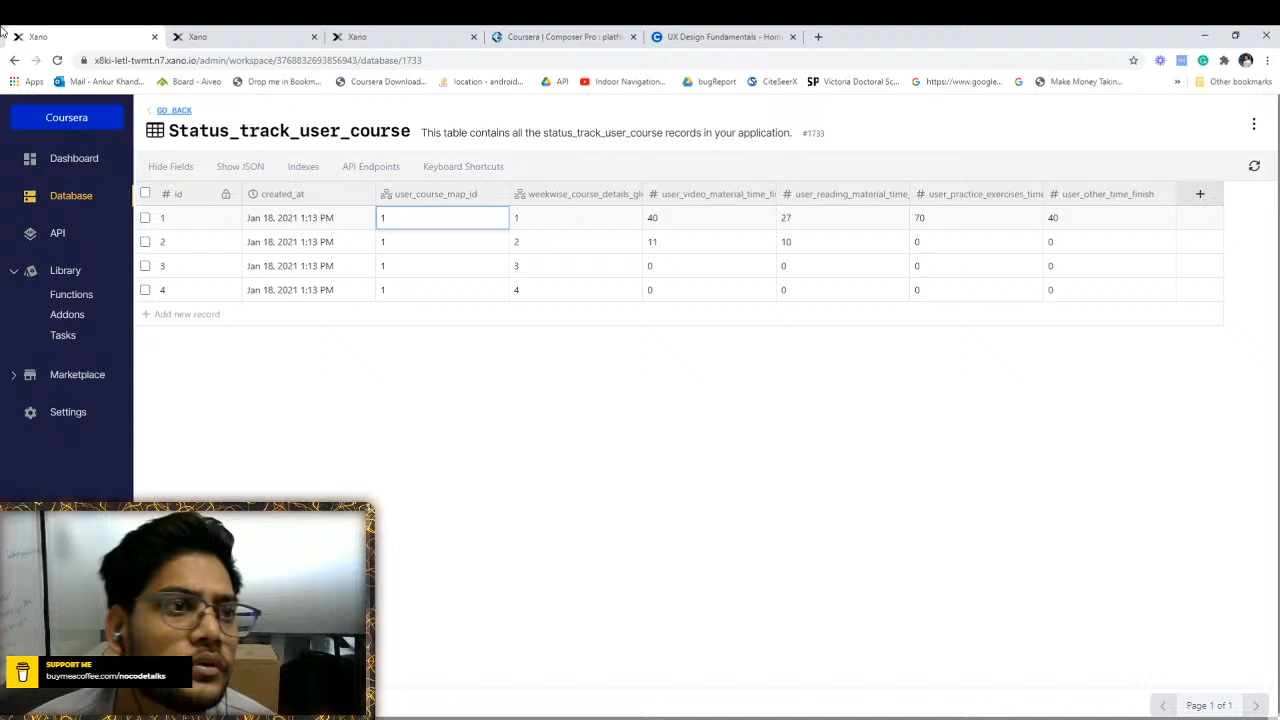 Xano
Xano
Xano
Coursera | Composer Pro : platf
UX Design Fundamentals - Hom
x8ki-letl-twmt.n7.xano.io/admin/workspace/3768832693856943/database/1733
Apps
Mail - Ankur Khand...
Board - Aiveo
Drop me in Bookm...
Coursera Download...
location - android...
API
Indoor Navigation...
bugReport
CiteSeerX
Victoria Doctoral Sc...
https://www.google...
Make Money Takin...
»
Other bookmarks
Coursera
Dashboard
Database
API
Library
Functions
Addons
Tasks
Marketplace
Settings
GO BACK
Status_track_user_course This table contains all the status_track_user_course records in your application. #1733
Hide Fields Show JSON Indexes API Endpoints Keyboard Shortcuts
# id created_at user_course_map_id weekwise_course_details_gl # user_video_material_time_fi # user_reading_material_time_ # user_practice_exercises_time # user_other_time_finish +
1 Jan 18, 2021 1:13 PM 1 1 40 27 70 40
2 Jan 18, 2021 1:13 PM 1 2 11 10 0 0
3 Jan 18, 2021 1:13 PM 1 3 0 0 0 0
4 Jan 18, 2021 1:13 PM 1 4 0 0 0 0
+ Add new record
SUPPORT ME
buymeacoffee.com/nocodetalks
Page 1 of 1